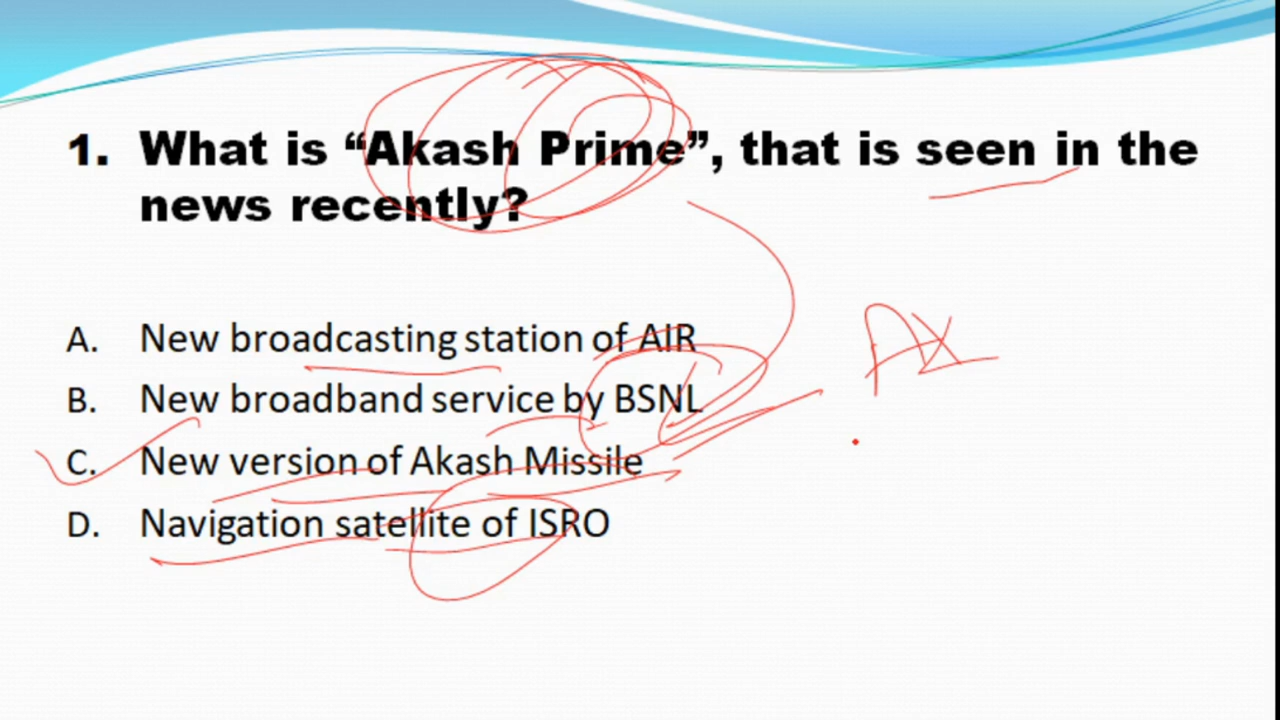 1. What is “Akash Prime”, that is seen in the
news recently?
A. New broadcasting station of AIR
B. New broadband service by BSNL
C. New version of Akash Missile
D. Navigation satellite of ISRO